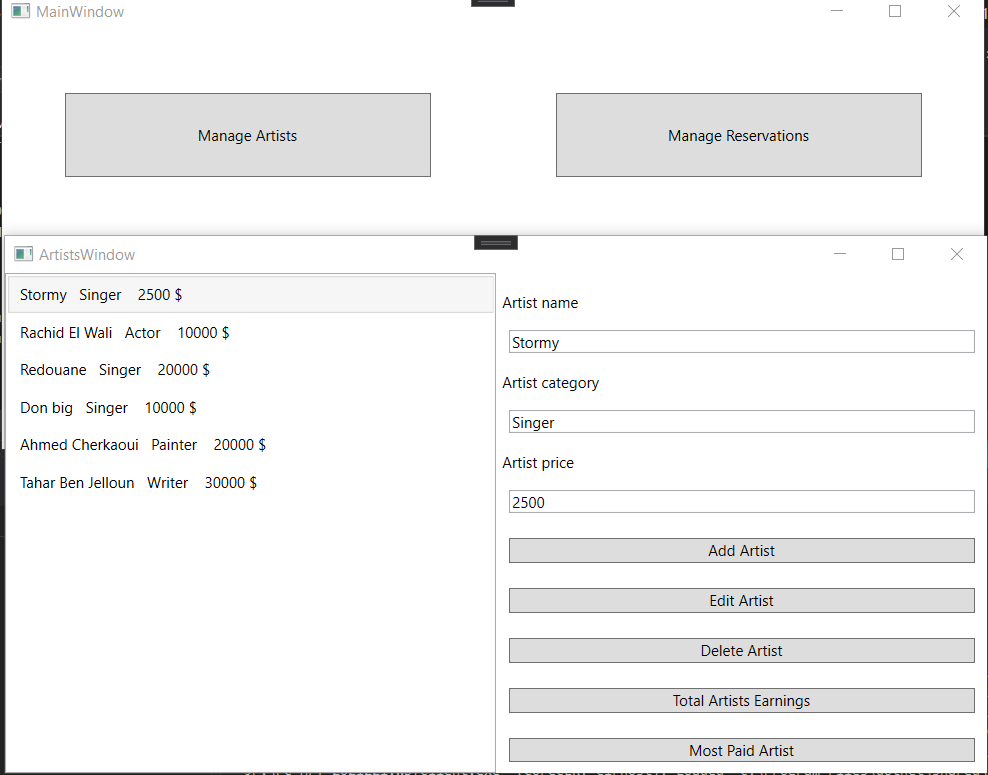 MainWindow
Manage Artists
Manage Reservations
ArtistsWindow
Stormy Singer 2500 $
Rachid El Wali Actor 10000 $
Redouane Singer 20000 $
Don big Singer 10000 $
Ahmed Cherkaoui Painter 20000 $
Tahar Ben Jelloun Writer 30000 $
Artist name
Stormy
Artist category
Singer
Artist price
2500
Add Artist
Edit Artist
Delete Artist
Total Artists Earnings
Most Paid Artist